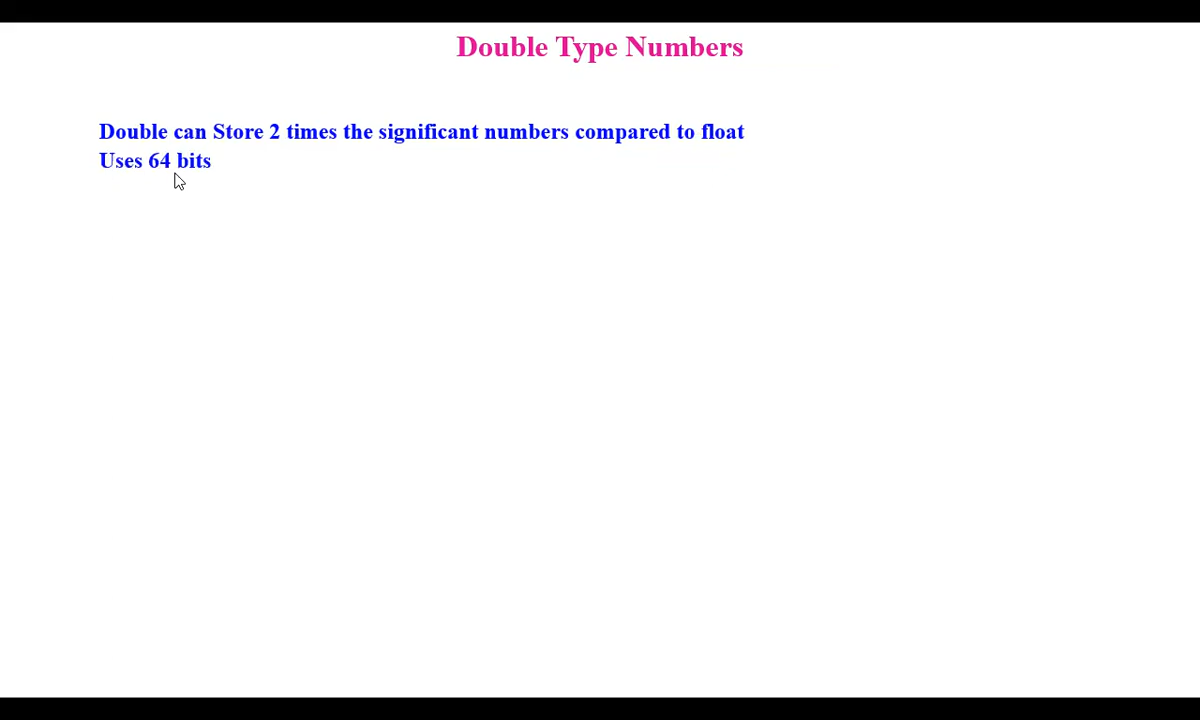 Double Type Numbers
Double can Store 2 times the significant numbers compared to float
Uses 64 bits